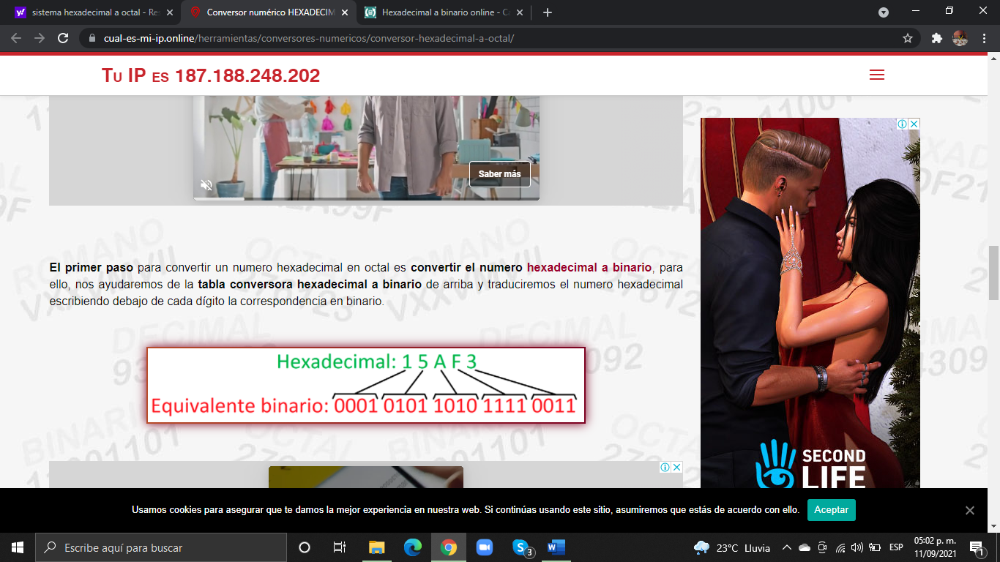 sistema hexadecimal a octal - Res
Conversor numérico HEXADECIM
Hexadecimal a binario online - Ca
cual-es-mi-ip.online/herramientas/conversores-numericos/conversor-hexadecimal-a-octal/
Tu IP es 187.188.248.202
Saber más
El primer paso para convertir un numero hexadecimal en octal es convertir el numero hexadecimal a binario, para
ello, nos ayudaremos de la tabla conversora hexadecimal a binario de arriba y traduciremos el numero hexadecimal
escribiendo debajo de cada dígito la correspondencia en binario.
Hexadecimal: 1 5 A F 3
Equivalente binario: 0001 0101 1010 1111 0011
SECOND
LIFE
Usamos cookies para asegurar que te damos la mejor experiencia en nuestra web. Si continúas usando este sitio, asumiremos que estás de acuerdo con ello.
Aceptar
Escribe aquí para buscar
3
23°C Lluvia
ESP
05:02 p. m.
11/09/2021
1